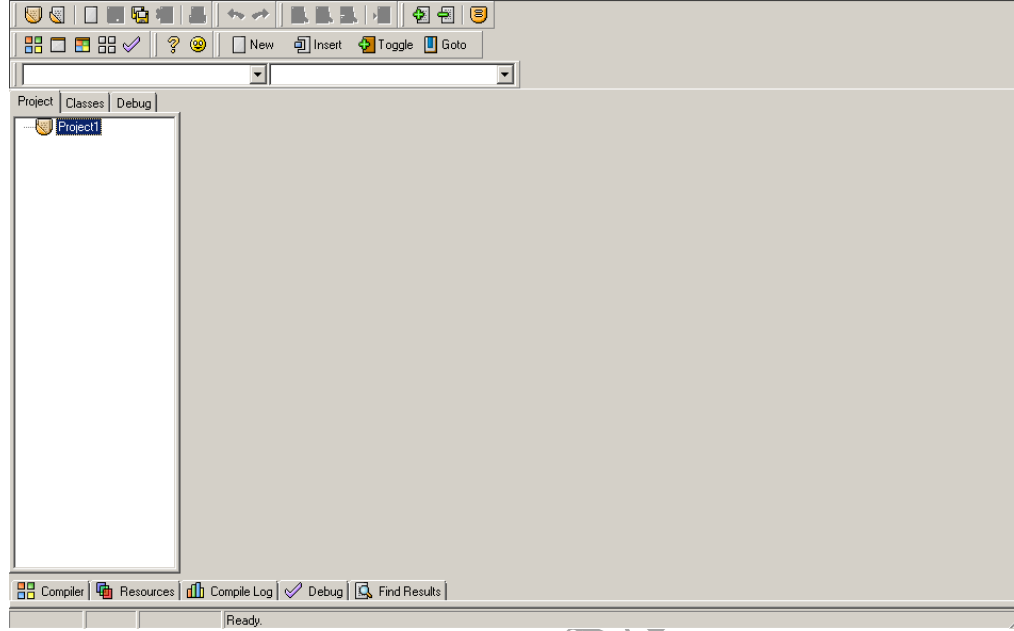 New Insert Toggle Goto
Project Classes Debug
Project1
Compiler Resources Compile Log Debug Find Results
Ready.